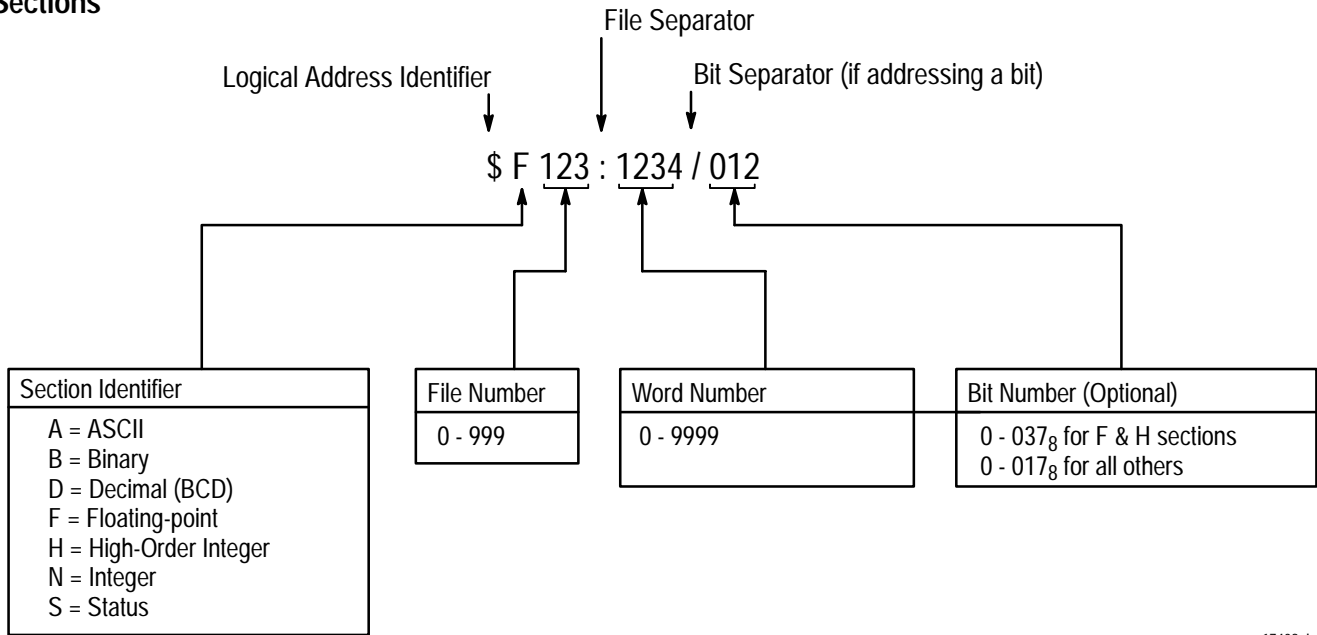 Sections
File Separator
Logical Address Identifier
Bit Separator (if addressing a bit)
$ F 123 : 1234 / 012
Section Identifier
A = ASCII
B = Binary
D = Decimal (BCD)
F = Floating-point
H = High-Order Integer
N = Integer
S = Status
File Number
0 - 999
Word Number
0 - 9999
Bit Number (Optional)
0 - 037₈ for F & H sections
0 - 017₈ for all others